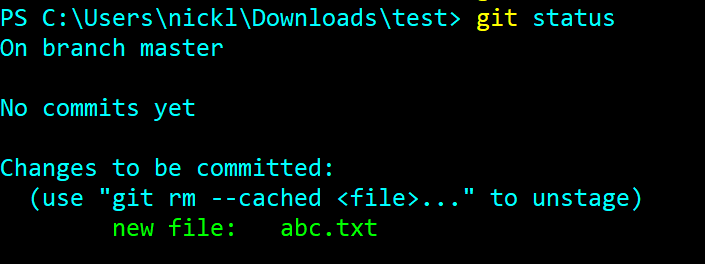 PS C:\Users\nickl\Downloads\test> git status
On branch master
No commits yet
Changes to be committed:
(use "git rm --cached <file>..." to unstage)
new file: abc.txt